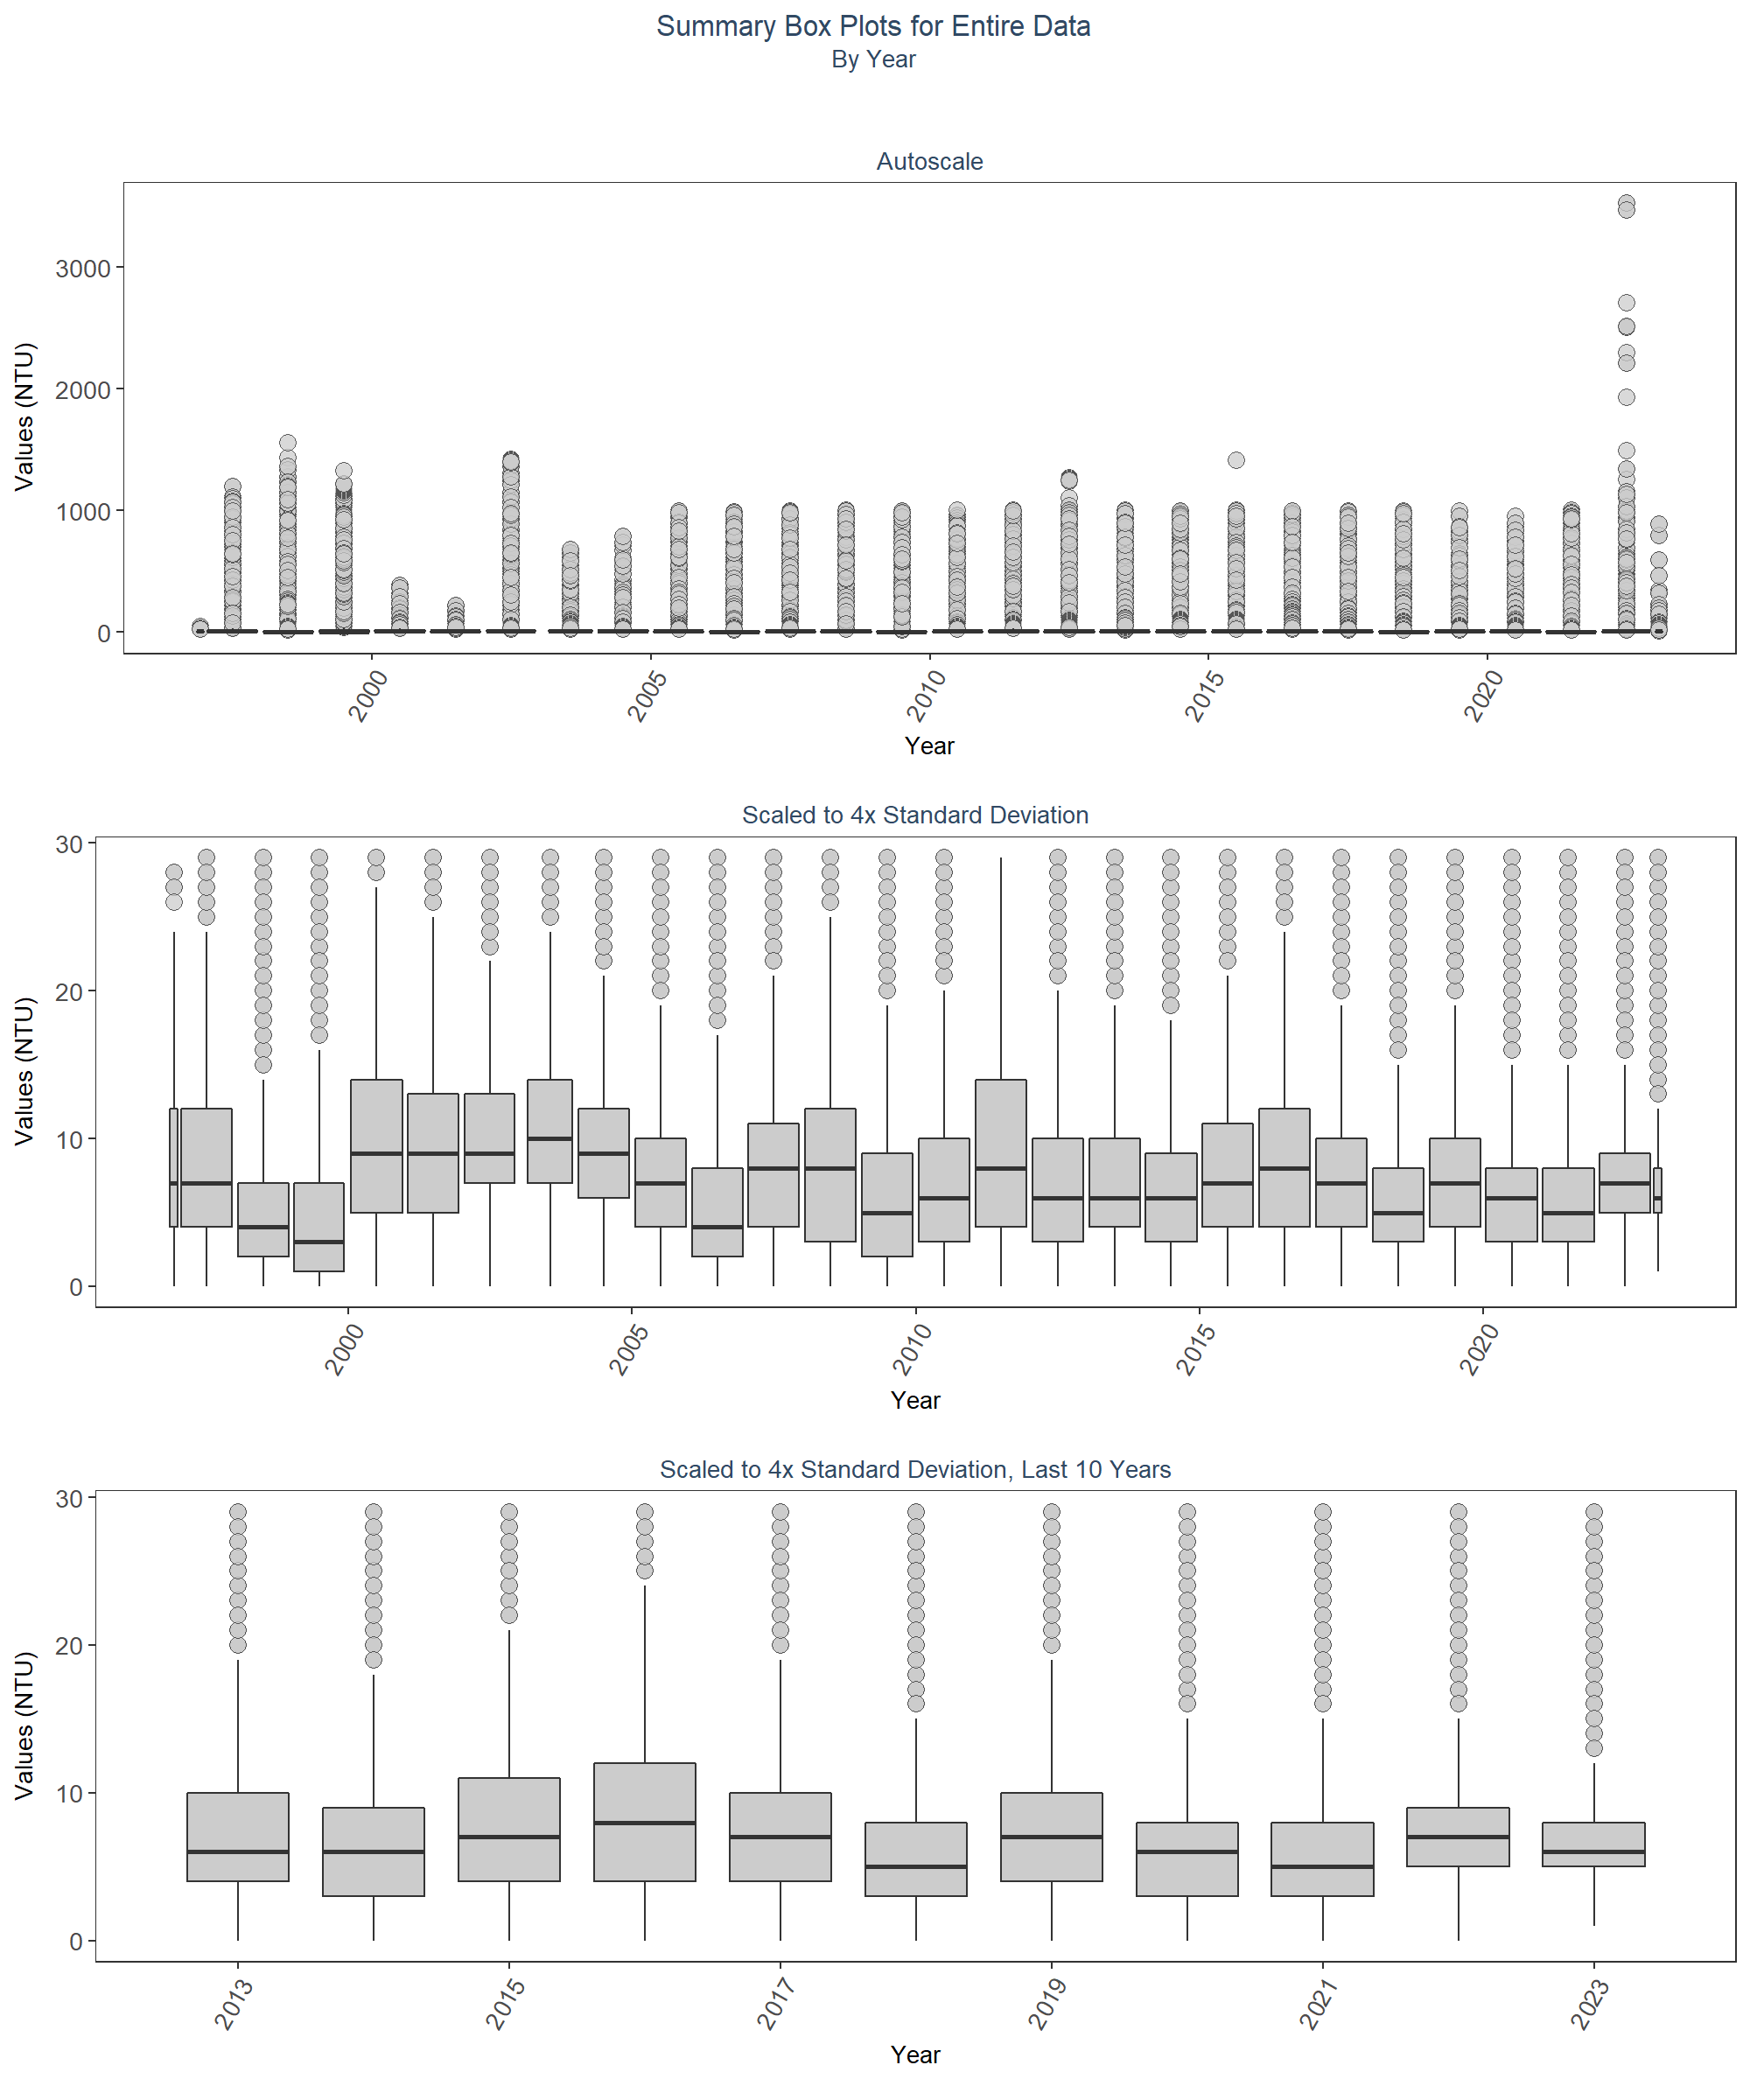 Summary Box Plots for Entire Data
By Year
Autoscale
Values (NTU)
3000
2000
1000
0
2000
2005
2010
2015
2020
Year
Scaled to 4x Standard Deviation
Values (NTU)
30
20
10
0
2000
2005
2010
2015
2020
Year
Scaled to 4x Standard Deviation, Last 10 Years
Values (NTU)
30
20
10
0
2013
2015
2017
2019
2021
2023
Year